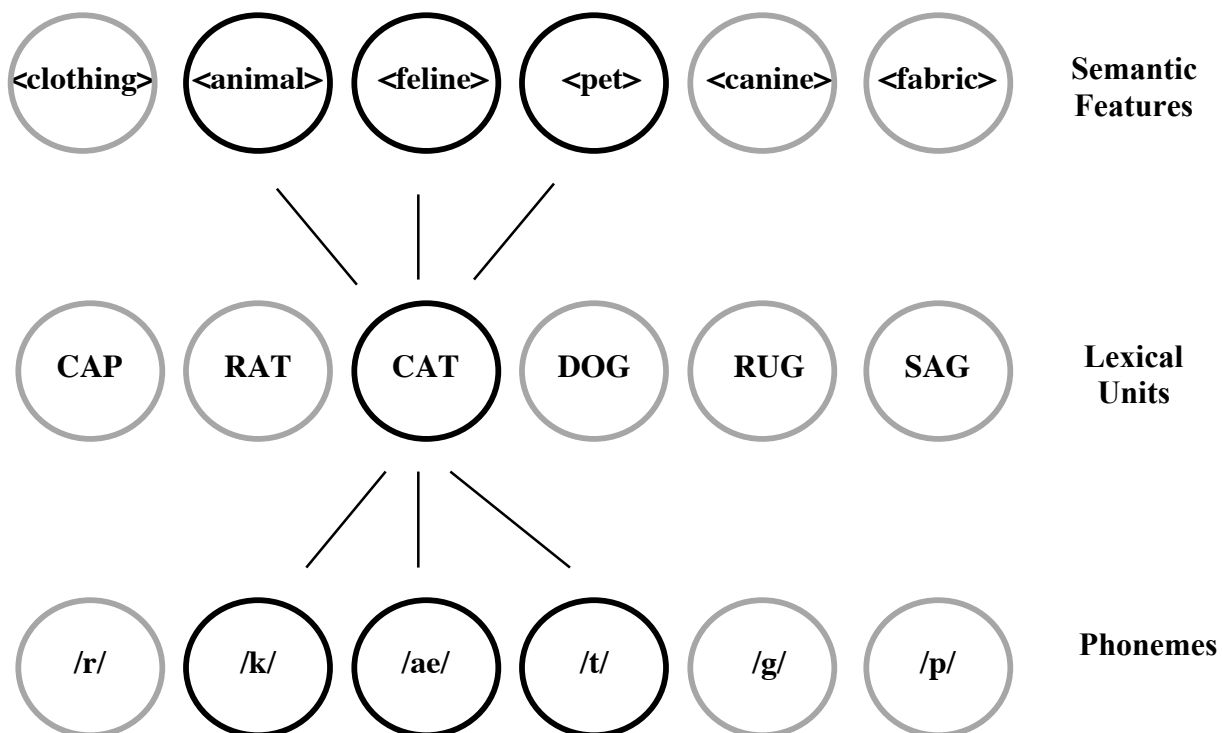 <clothing> <animal> <feline> <pet> <canine> <fabric>
Semantic
Features
CAP RAT CAT DOG RUG SAG
Lexical
Units
/r/ /k/ /ae/ /t/ /g/ /p/
Phonemes